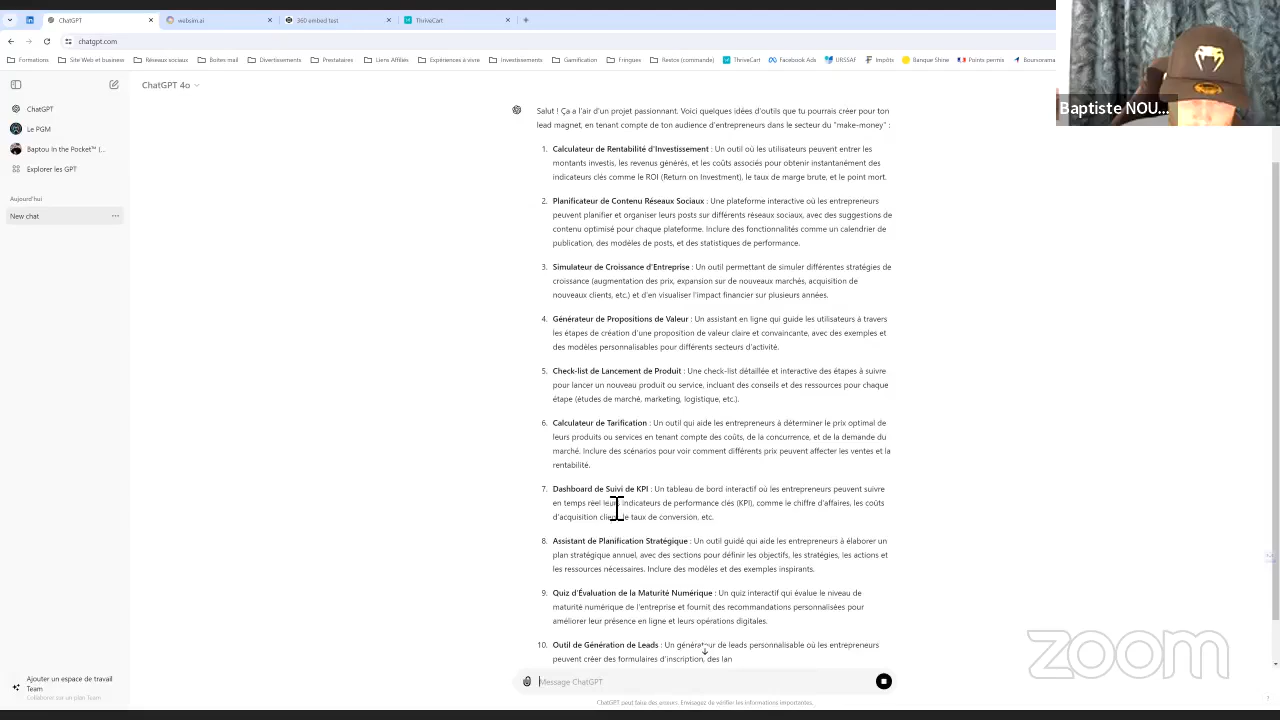 ChatGPT
websim.ai
360 embed test
ThriveCart
chatgpt.com
Formations
Site Web et business
Réseaux sociaux
Boites mail
Divertissements
Prestataires
Liens Affiliés
Expériences à vivre
Investissements
Gamification
Fringues
Restos (commande)
ThriveCart
Facebook Ads
URSSAF
Impôts
Banque Shine
Points permis
Boursorama
Baptiste NOU...
ChatGPT 4o
ChatGPT
Le PGM
Baptou In the Pocket™ (...
Explorer les GPT
Aujourd'hui
New chat
Salut ! Ça a l'air d'un projet passionnant. Voici quelques idées d'outils que tu pourrais créer pour ton
lead magnet, en tenant compte de ton audience d'entrepreneurs dans le secteur du "make-money" :
1. Calculateur de Rentabilité d'Investissement : Un outil où les utilisateurs peuvent entrer les
montants investis, les revenus générés, et les coûts associés pour obtenir instantanément des
indicateurs clés comme le ROI (Return on Investment), le taux de marge brute, et le point mort.
2. Planificateur de Contenu Réseaux Sociaux : Une plateforme interactive où les entrepreneurs
peuvent planifier et organiser leurs posts sur différents réseaux sociaux, avec des suggestions de
contenu optimisé pour chaque plateforme. Inclure des fonctionnalités comme un calendrier de
publication, des modèles de posts, et des statistiques de performance.
3. Simulateur de Croissance d'Entreprise : Un outil permettant de simuler différentes stratégies de
croissance (augmentation des prix, expansion sur de nouveaux marchés, acquisition de
nouveaux clients, etc.) et d'en visualiser l'impact financier sur plusieurs années.
4. Générateur de Propositions de Valeur : Un assistant en ligne qui guide les utilisateurs à travers
les étapes de création d'une proposition de valeur claire et convaincante, avec des exemples et
des modèles personnalisables pour différents secteurs d'activité.
5. Check-list de Lancement de Produit : Une check-list détaillée et interactive des étapes à suivre
pour lancer un nouveau produit ou service, incluant des conseils et des ressources pour chaque
étape (études de marché, marketing, logistique, etc.).
6. Calculateur de Tarification : Un outil qui aide les entrepreneurs à déterminer le prix optimal de
leurs produits ou services en tenant compte des coûts, de la concurrence, et de la demande du
marché. Inclure des scénarios pour voir comment différents prix peuvent affecter les ventes et la
rentabilité.
7. Dashboard de Suivi de KPI : Un tableau de bord interactif où les entrepreneurs peuvent suivre
en temps réel leurs indicateurs de performance clés (KPI), comme le chiffre d'affaires, les coûts
d'acquisition client, le taux de conversion, etc.
8. Assistant de Planification Stratégique : Un outil guidé qui aide les entrepreneurs à élaborer un
plan stratégique annuel, avec des sections pour définir les objectifs, les stratégies, les actions et
les ressources nécessaires. Inclure des modèles et des exemples inspirants.
9. Quiz d'Évaluation de la Maturité Numérique : Un quiz interactif qui évalue le niveau de
maturité numérique de l'entreprise et fournit des recommandations personnalisées pour
améliorer leur présence en ligne et leurs opérations digitales.
10. Outil de Génération de Leads : Un générateur de leads personnalisable où les entrepreneurs
peuvent créer des formulaires d'inscription, des lan
Message ChatGPT
ChatGPT peut faire des erreurs. Envisagez de vérifier les informations importantes.
Ajouter un espace de travail
Team
Collaborez sur un plan Team
zoom